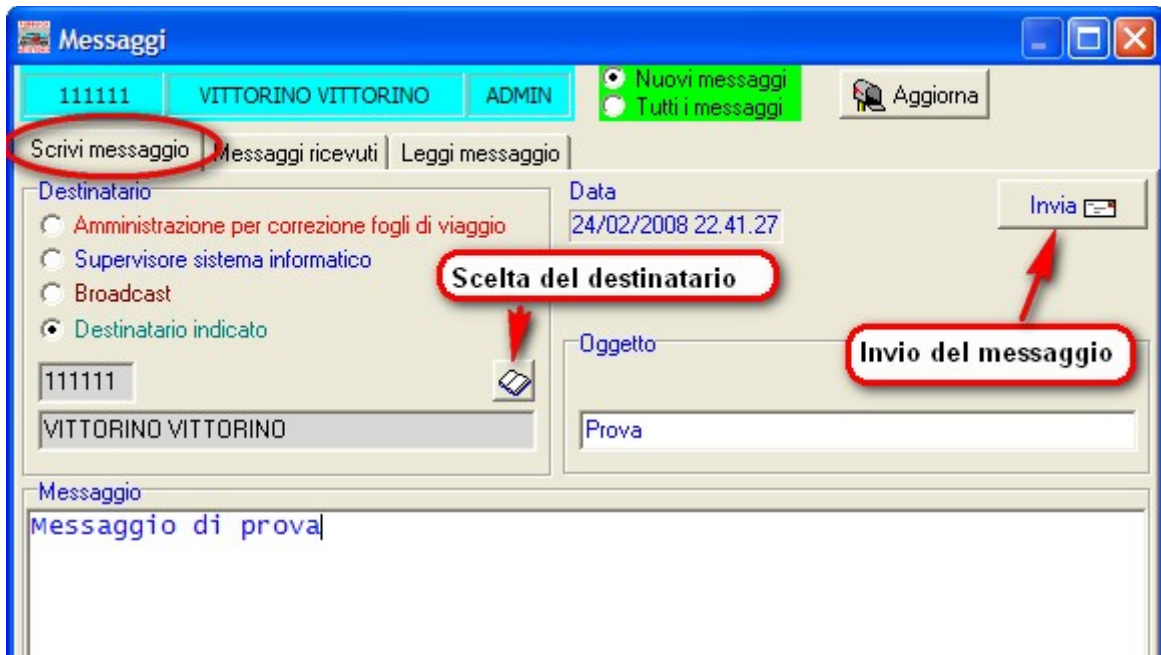 Messaggi
111111 VITTORINO VITTORINO ADMIN
Nuovi messaggi
Tutti i messaggi
Aggiorna
Scrivi messaggio Messaggi ricevuti Leggi messaggio
Destinatario
Amministrazione per correzione fogli di viaggio
Supervisore sistema informatico
Broadcast
Destinatario indicato
111111
VITTORINO VITTORINO
Data
24/02/2008 22.41.27
Invia
Scelta del destinatario
Invio del messaggio
Oggetto
Prova
Messaggio
Messaggio di prova